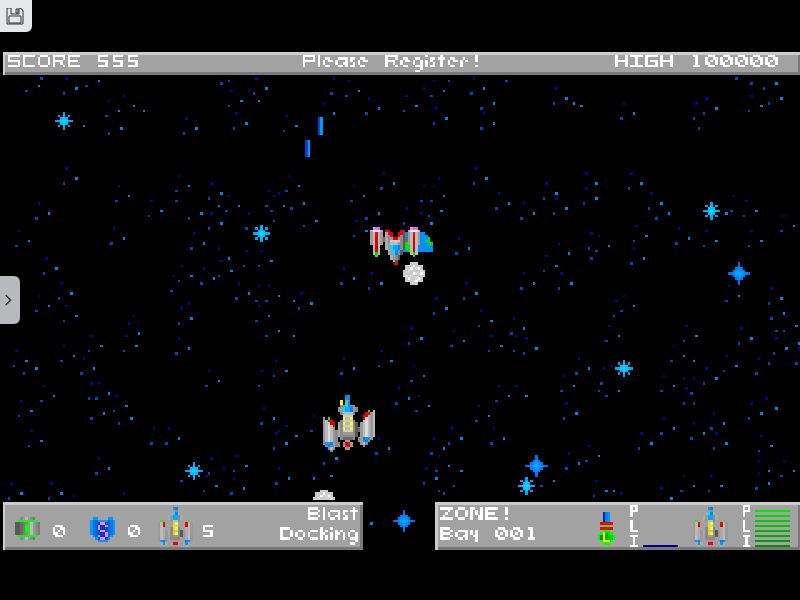 SCORE 555 Please Register! HIGH 100000
Blast
0 0 5 Docking
ZONE!
Bay 001
P L I
L
P L I
S